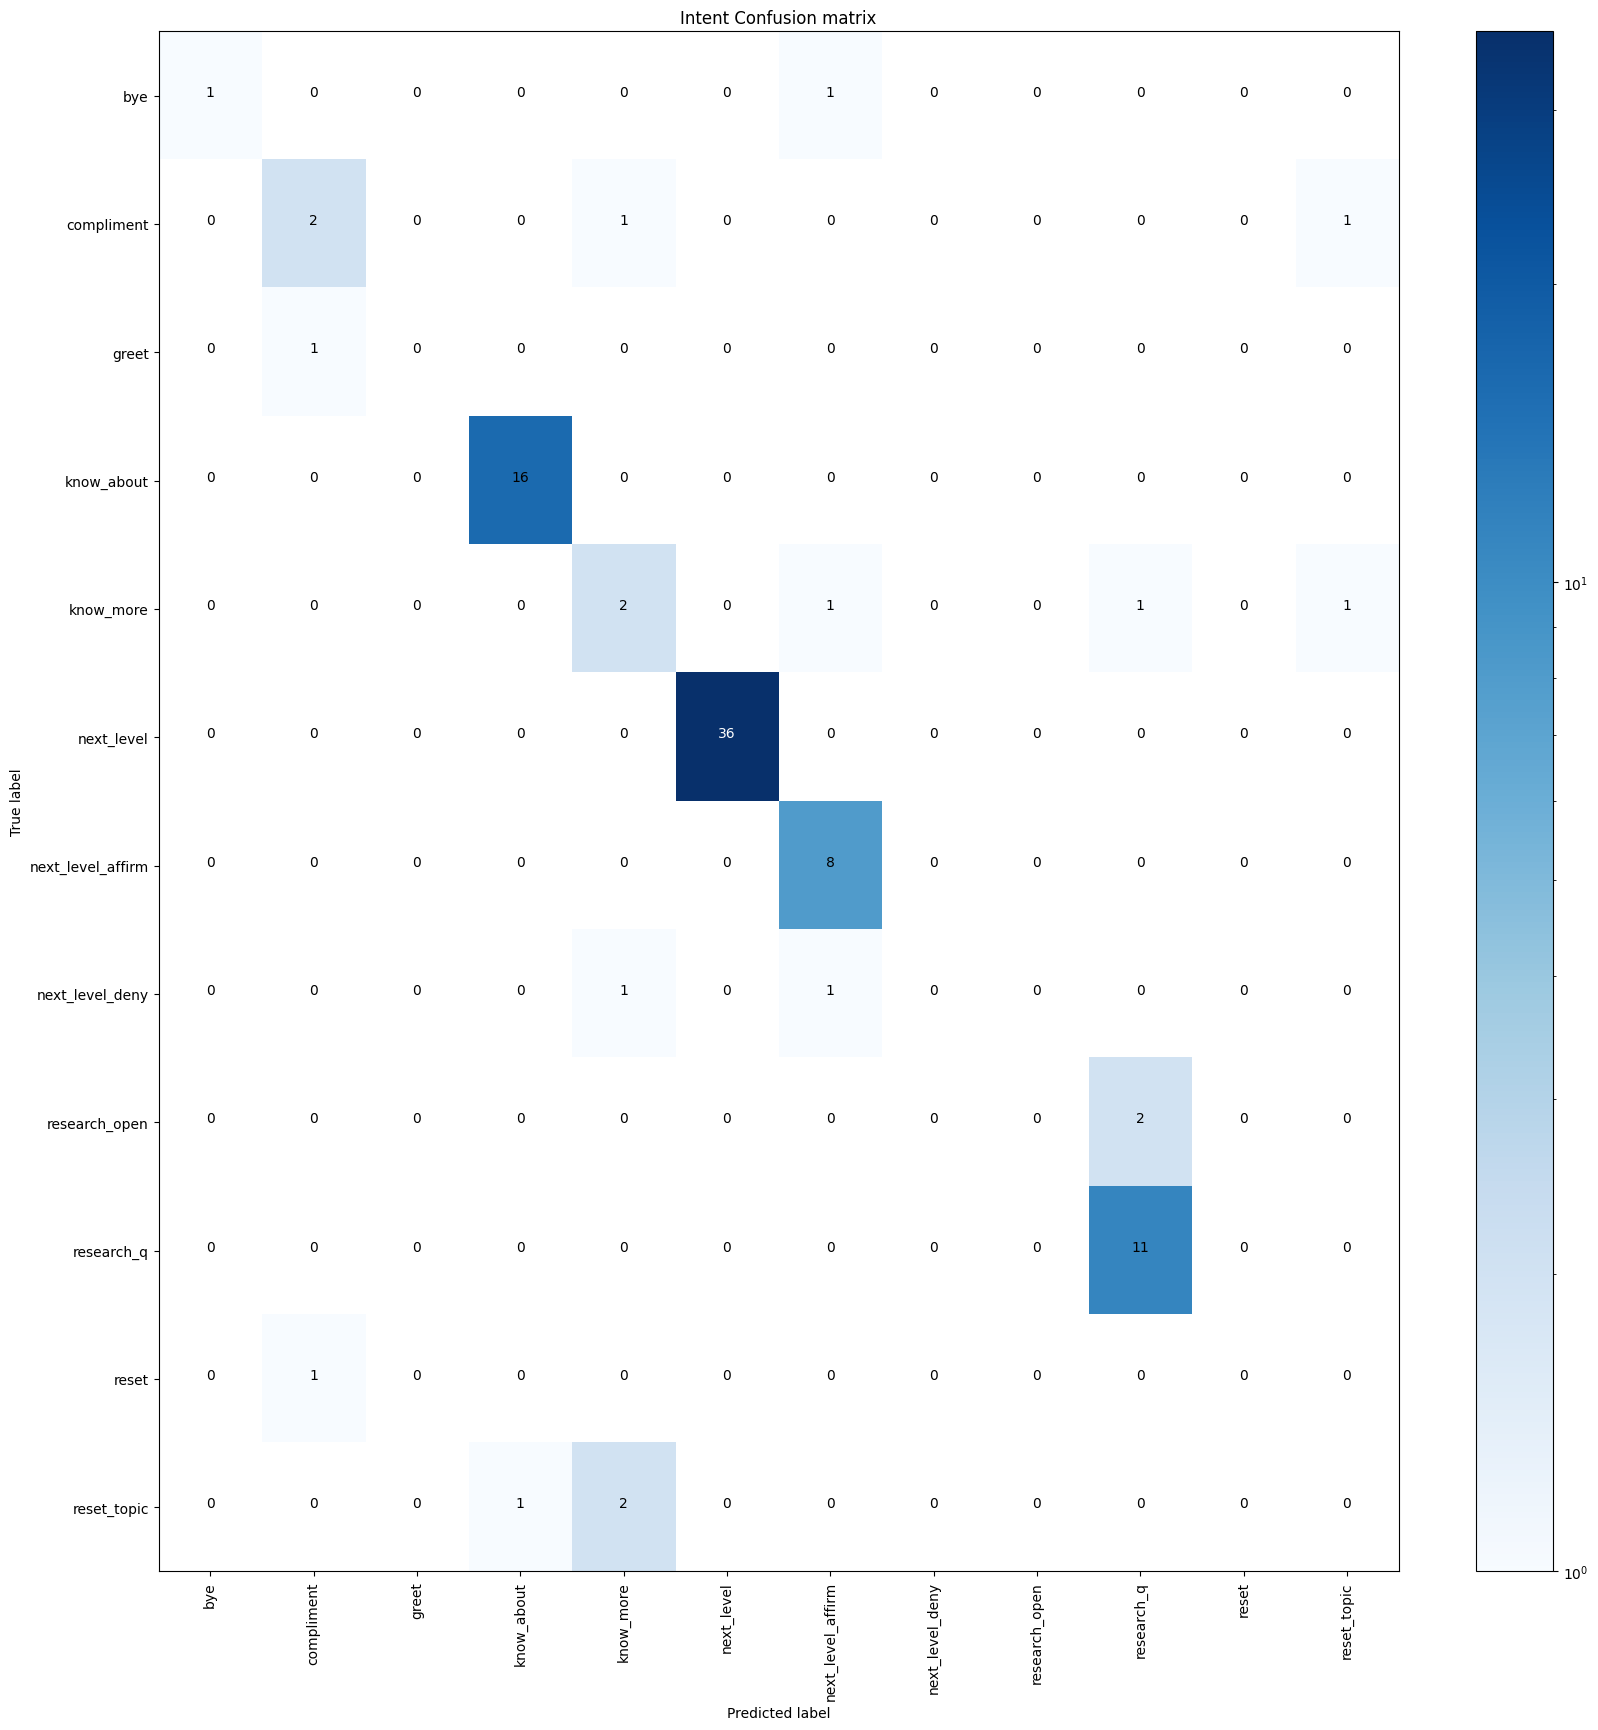 Intent Confusion matrix
bye 1 0 0 0 0 0 1 0 0 0 0 0
compliment 0 2 0 0 1 0 0 0 0 0 0 1
greet 0 1 0 0 0 0 0 0 0 0 0 0
know_about 0 0 0 16 0 0 0 0 0 0 0 0
know_more 0 0 0 0 2 0 1 0 0 1 0 1
10¹
next_level 0 0 0 0 0 36 0 0 0 0 0 0
True label
next_level_affirm 0 0 0 0 0 0 8 0 0 0 0 0
next_level_deny 0 0 0 0 1 0 1 0 0 0 0 0
research_open 0 0 0 0 0 0 0 0 0 2 0 0
research_q 0 0 0 0 0 0 0 0 0 11 0 0
reset 0 1 0 0 0 0 0 0 0 0 0 0
reset_topic 0 0 0 1 2 0 0 0 0 0 0 0
10⁰
bye compliment greet know_about know_more next_level next_level_affirm next_level_deny research_open research_q reset reset_topic
Predicted label